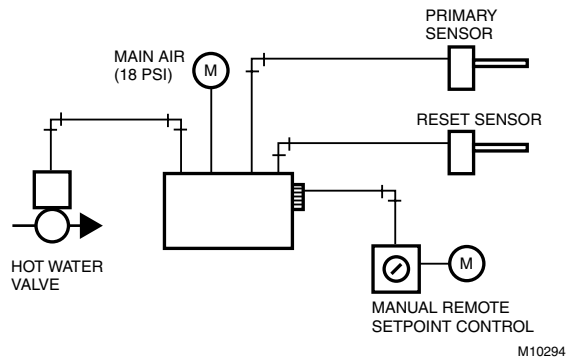 PRIMARY
SENSOR
MAIN AIR
(18 PSI)
M
RESET SENSOR
HOT WATER
VALVE
M
MANUAL REMOTE
SETPOINT CONTROL
M10294